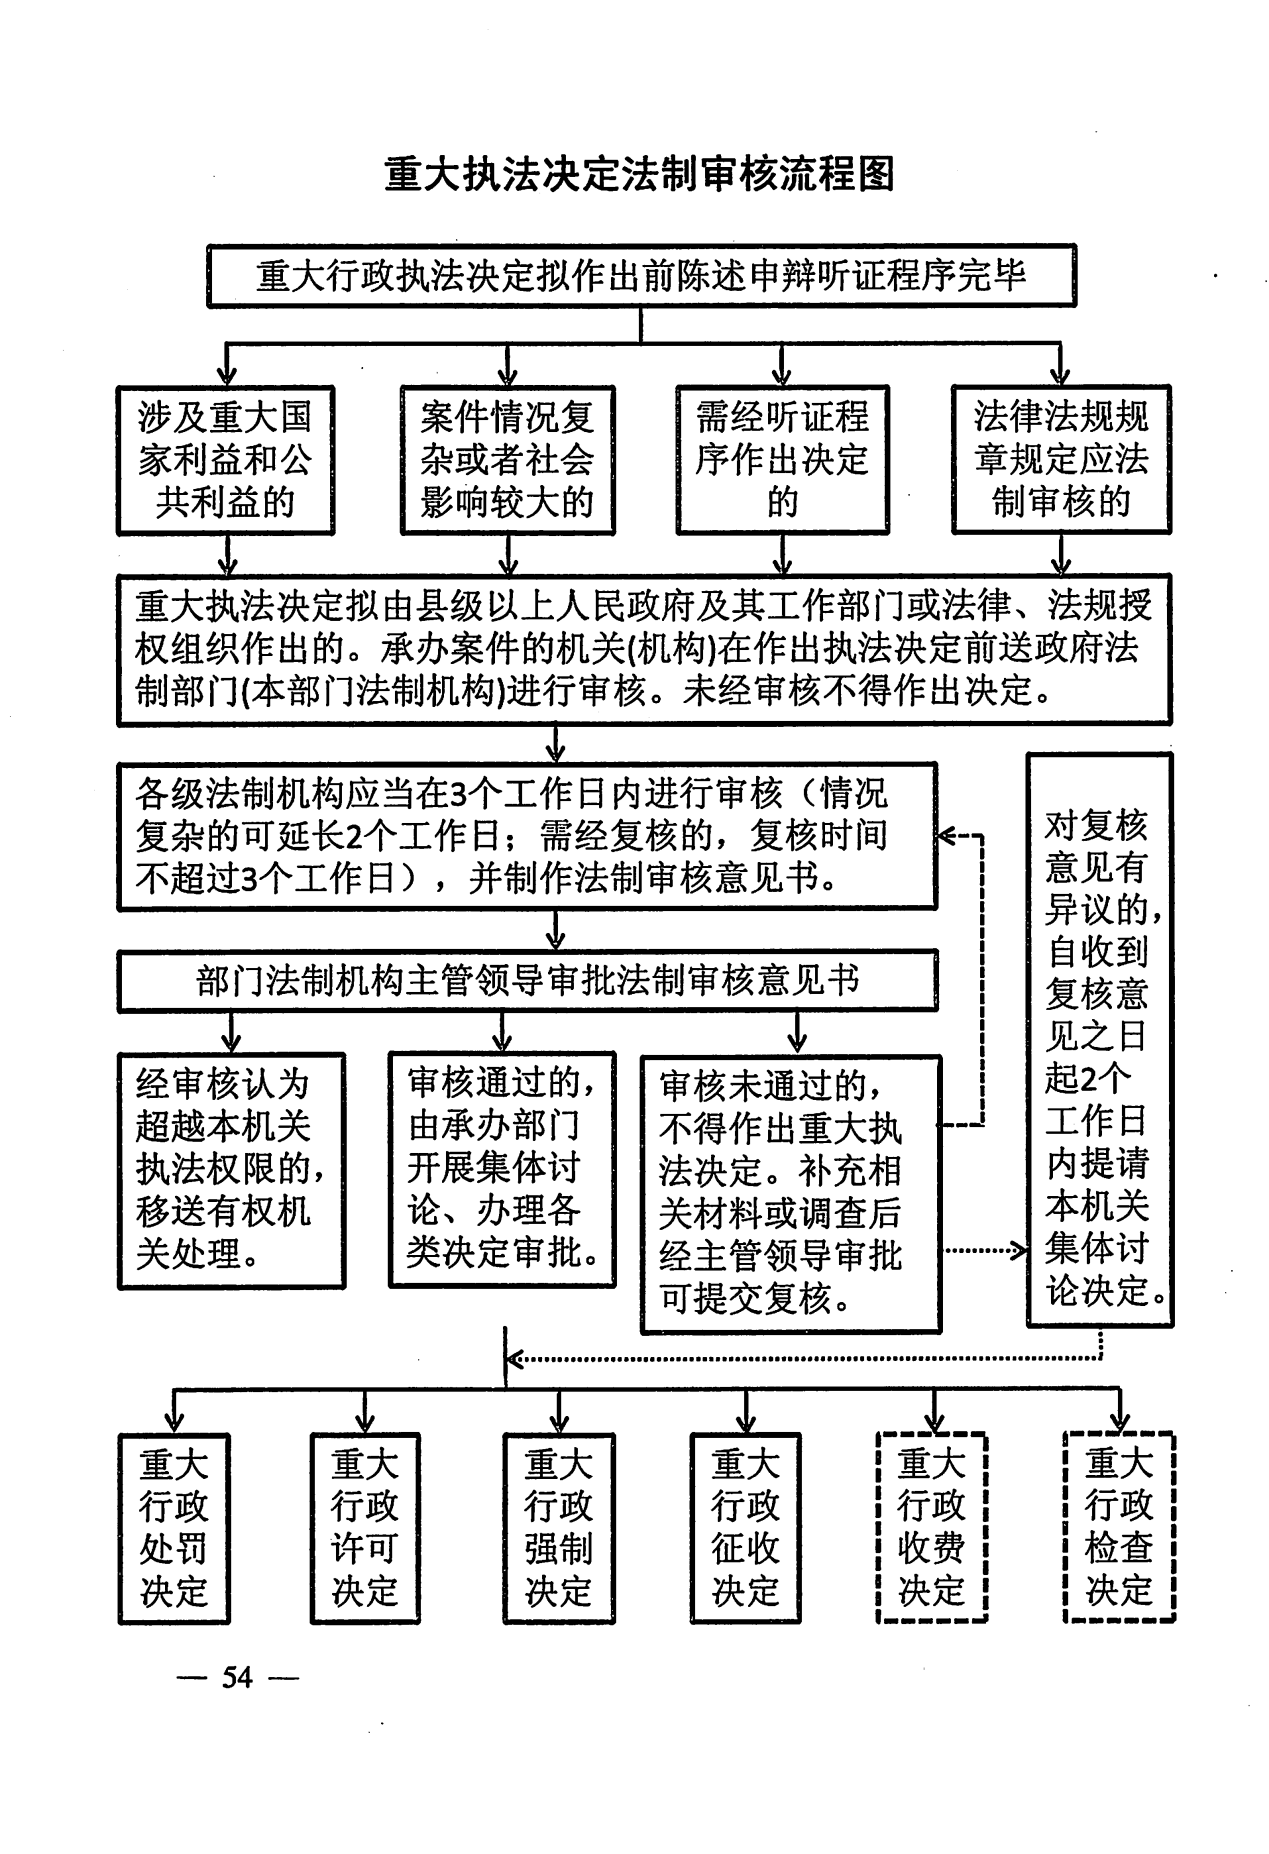 重大执法决定法制审核流程图
重大行政执法决定拟作出前陈述申辩听证程序完毕
涉及重大国
家利益和公
共利益的
案件情况复
杂或者社会
影响较大的
需经听证程
序作出决定
的
法律法规规
章规定应法
制审核的
重大执法决定拟由县级以上人民政府及其工作部门或法律、法规授
权组织作出的。承办案件的机关(机构)在作出执法决定前送政府法
制部门(本部门法制机构)进行审核。未经审核不得作出决定。
各级法制机构应当在3个工作日内进行审核（情况
复杂的可延长2个工作日；需经复核的，复核时间
不超过3个工作日），并制作法制审核意见书。
部门法制机构主管领导审批法制审核意见书
经审核认为
超越本机关
执法权限的，
移送有权机
关处理。
审核通过的，
由承办部门
开展集体讨
论、办理各
类决定审批。
审核未通过的，
不得作出重大执
法决定。补充相
关材料或调查后
经主管领导审批
可提交复核。
对复核
意见有
异议的，
自收到
复核意
见之日
起2个
工作日
内提请
本机关
集体讨
论决定。
重大
行政
处罚
决定
重大
行政
许可
决定
重大
行政
强制
决定
重大
行政
征收
决定
重大
行政
收费
决定
重大
行政
检查
决定
— 54 —